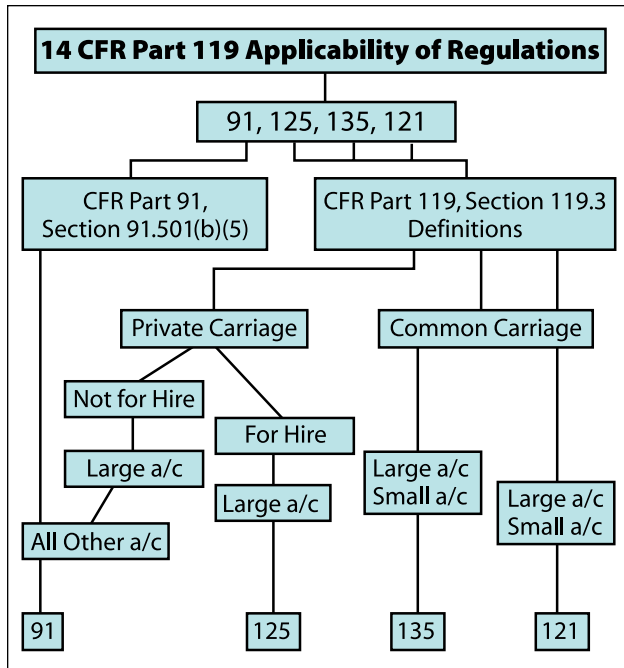 14 CFR Part 119 Applicability of Regulations
91, 125, 135, 121
CFR Part 91,
Section 91.501(b)(5)
CFR Part 119, Section 119.3
Definitions
Private Carriage
Common Carriage
Not for Hire
For Hire
Large a/c
Large a/c
Small a/c
Large a/c
Large a/c
Small a/c
All Other a/c
91
125
135
121